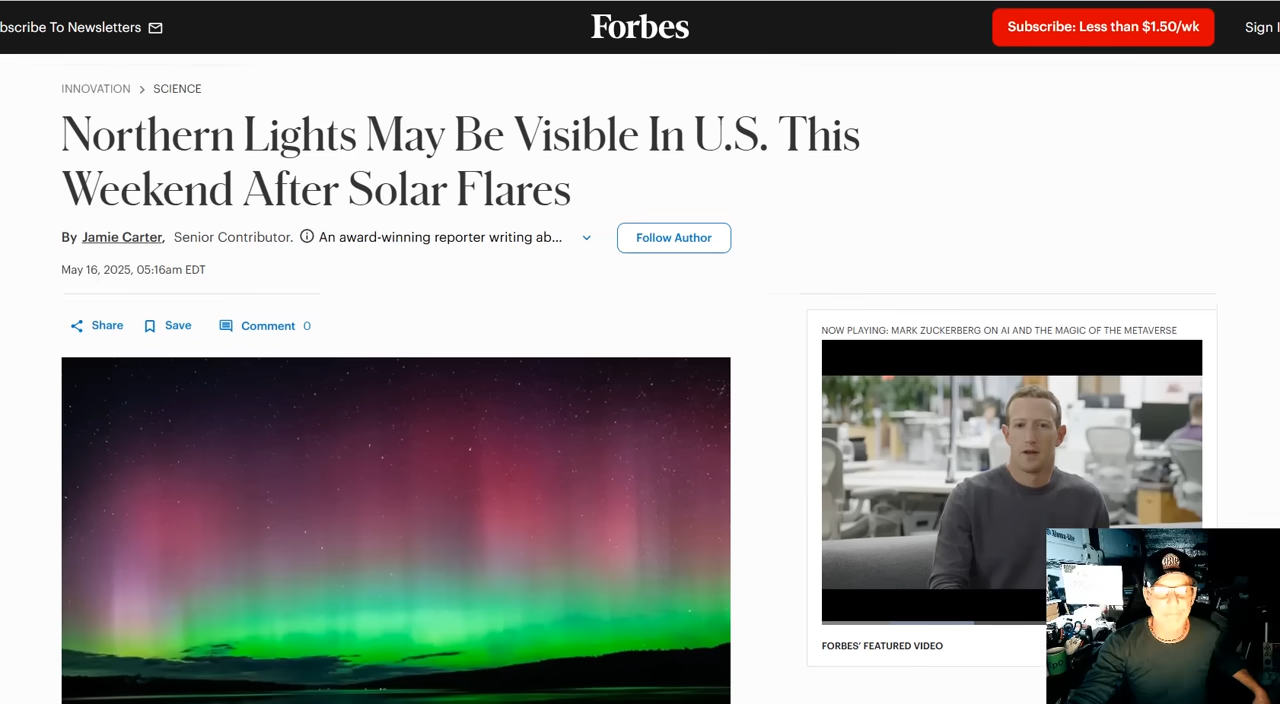 bscribe To Newsletters
Forbes
Subscribe: Less than $1.50/wk
Sign I
INNOVATION > SCIENCE
Northern Lights May Be Visible In U.S. This
Weekend After Solar Flares
By Jamie Carter, Senior Contributor. An award-winning reporter writing ab...
Follow Author
May 16, 2025, 05:16am EDT
Share
Save
Comment 0
NOW PLAYING: MARK ZUCKERBERG ON AI AND THE MAGIC OF THE METAVERSE
FORBES' FEATURED VIDEO